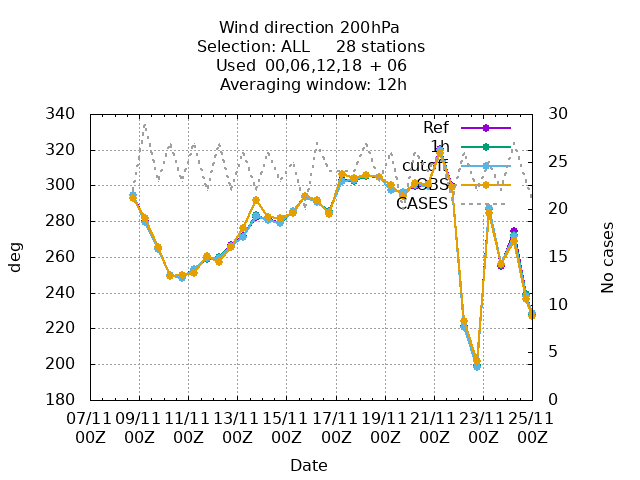 Wind direction 200hPa
Selection: ALL 28 stations
Used 00,06,12,18 + 06
Averaging window: 12h
340
320
300
280
260
240
220
200
180
deg
30
25
20
15
10
5
0
No cases
Ref
1h
cutoff
OBS
CASES
07/11 09/11 11/11 13/11 15/11 17/11 19/11 21/11 23/11 25/11
00Z 00Z 00Z 00Z 00Z 00Z 00Z 00Z 00Z 00Z
Date